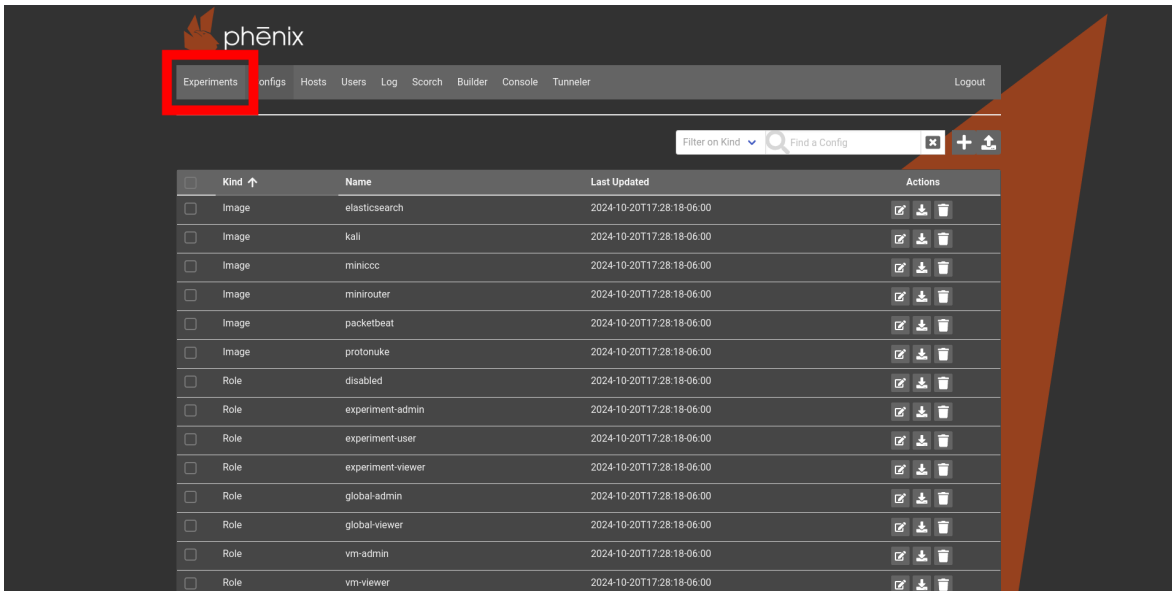 phēnix
Experiments onfigs Hosts Users Log Scorch Builder Console Tunneler Logout
Filter on Kind Find a Config
Kind Name Last Updated Actions
Image elasticsearch 2024-10-20T17:28:18-06:00
Image kali 2024-10-20T17:28:18-06:00
Image miniccc 2024-10-20T17:28:18-06:00
Image minirouter 2024-10-20T17:28:18-06:00
Image packetbeat 2024-10-20T17:28:18-06:00
Image protonuke 2024-10-20T17:28:18-06:00
Role disabled 2024-10-20T17:28:18-06:00
Role experiment-admin 2024-10-20T17:28:18-06:00
Role experiment-user 2024-10-20T17:28:18-06:00
Role experiment-viewer 2024-10-20T17:28:18-06:00
Role global-admin 2024-10-20T17:28:18-06:00
Role global-viewer 2024-10-20T17:28:18-06:00
Role vm-admin 2024-10-20T17:28:18-06:00
Role vm-viewer 2024-10-20T17:28:18-06:00